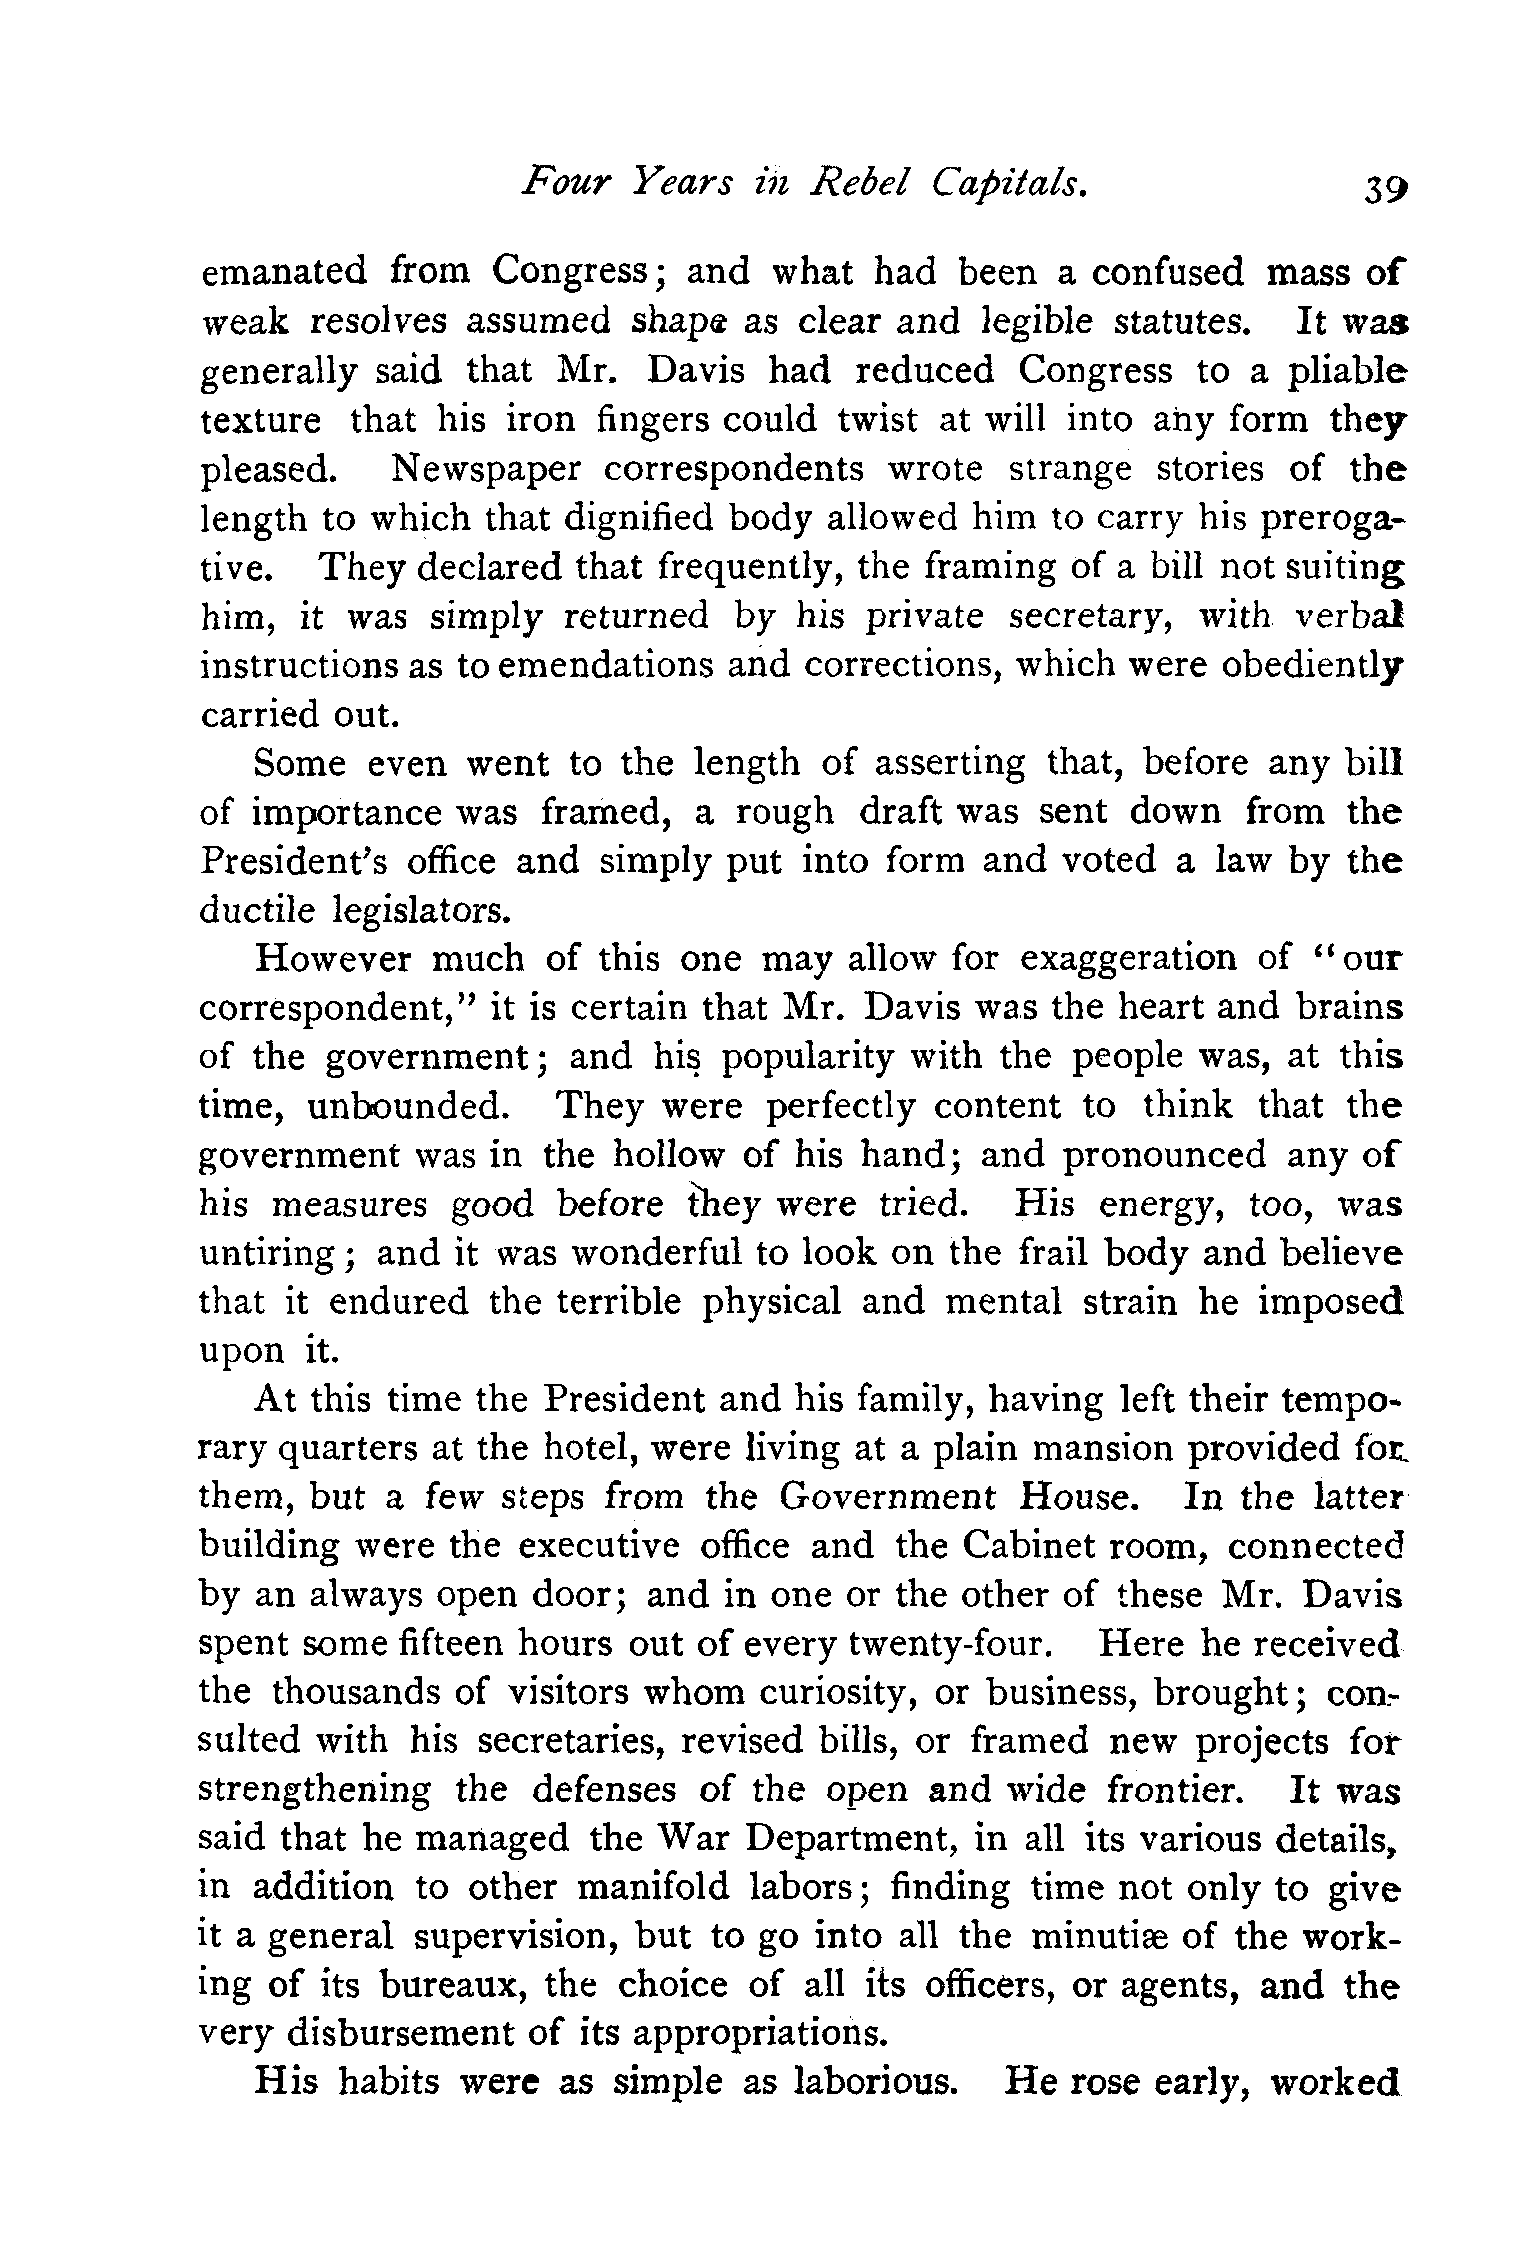 Four Years in Rebel Capitals. 39
emanated from Congress; and what had been a confused mass of
weak resolves assumed shape as clear and legible statutes. It was
generally said that Mr. Davis had reduced Congress to a pliable
texture that his iron fingers could twist at will into any form they
pleased. Newspaper correspondents wrote strange stories of the
length to which that dignified body allowed him to carry his preroga-
tive. They declared that frequently, the framing of a bill not suiting
him, it was simply returned by his private secretary, with verbal
instructions as to emendations and corrections, which were obediently
carried out.
Some even went to the length of asserting that, before any bill
of importance was framed, a rough draft was sent down from the
President's office and simply put into form and voted a law by the
ductile legislators.
However much of this one may allow for exaggeration of "our
correspondent," it is certain that Mr. Davis was the heart and brains
of the government; and his popularity with the people was, at this
time, unbounded. They were perfectly content to think that the
government was in the hollow of his hand; and pronounced any of
his measures good before they were tried. His energy, too, was
untiring; and it was wonderful to look on the frail body and believe
that it endured the terrible physical and mental strain he imposed
upon it.
At this time the President and his family, having left their tempo-
rary quarters at the hotel, were living at a plain mansion provided for
them, but a few steps from the Government House. In the latter
building were the executive office and the Cabinet room, connected
by an always open door; and in one or the other of these Mr. Davis
spent some fifteen hours out of every twenty-four. Here he received
the thousands of visitors whom curiosity, or business, brought; con-
sulted with his secretaries, revised bills, or framed new projects for
strengthening the defenses of the open and wide frontier. It was
said that he managed the War Department, in all its various details,
in addition to other manifold labors; finding time not only to give
it a general supervision, but to go into all the minutiæ of the work-
ing of its bureaux, the choice of all its officers, or agents, and the
very disbursement of its appropriations.
His habits were as simple as laborious. He rose early, worked